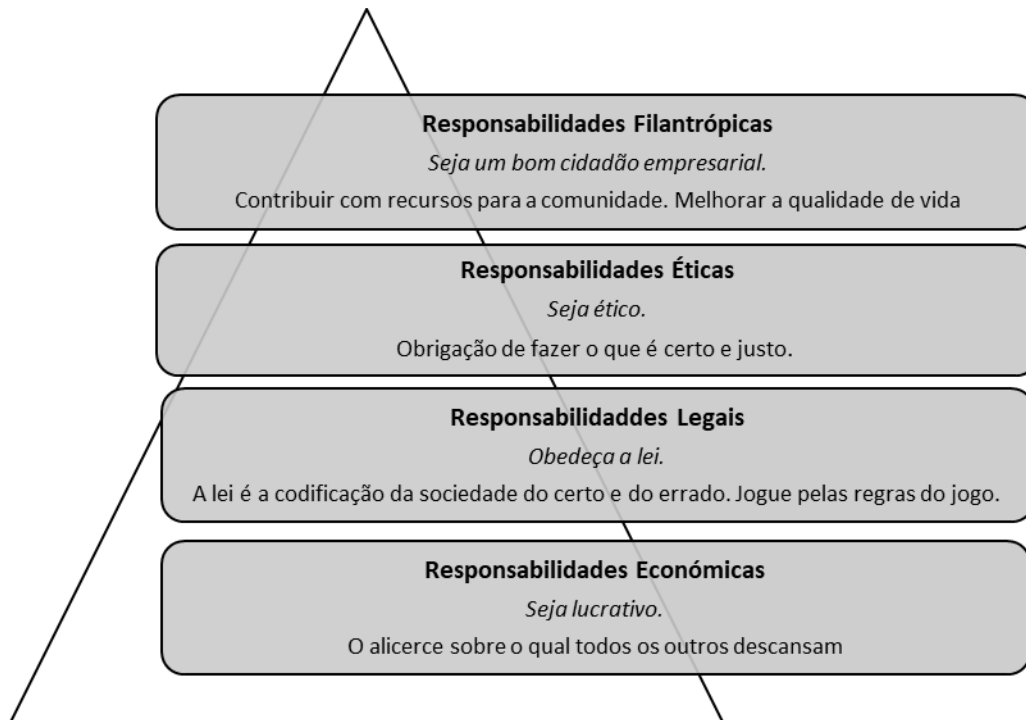 Responsabilidades Filantrópicas
Seja um bom cidadão empresarial.
Contribuir com recursos para a comunidade. Melhorar a qualidade de vida
Responsabilidades Éticas
Seja ético.
Obrigação de fazer o que é certo e justo.
Responsabilidaddes Legais
Obedeça a lei.
A lei é a codificação da sociedade do certo e do errado. Jogue pelas regras do jogo.
Responsabilidades Económicas
Seja lucrativo.
O alicerce sobre o qual todos os outros descansam